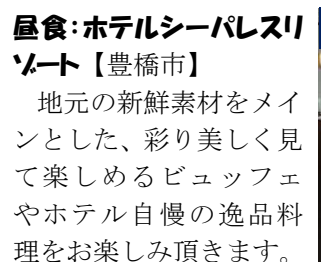 昼食：ホテルシーパレスリ
ゾート【豊橋市】
地元の新鮮素材をメイ
ンとした、彩り美しく見
て楽しめるビュッフェ
やホテル自慢の逸品料
理をお楽しみ頂きます。